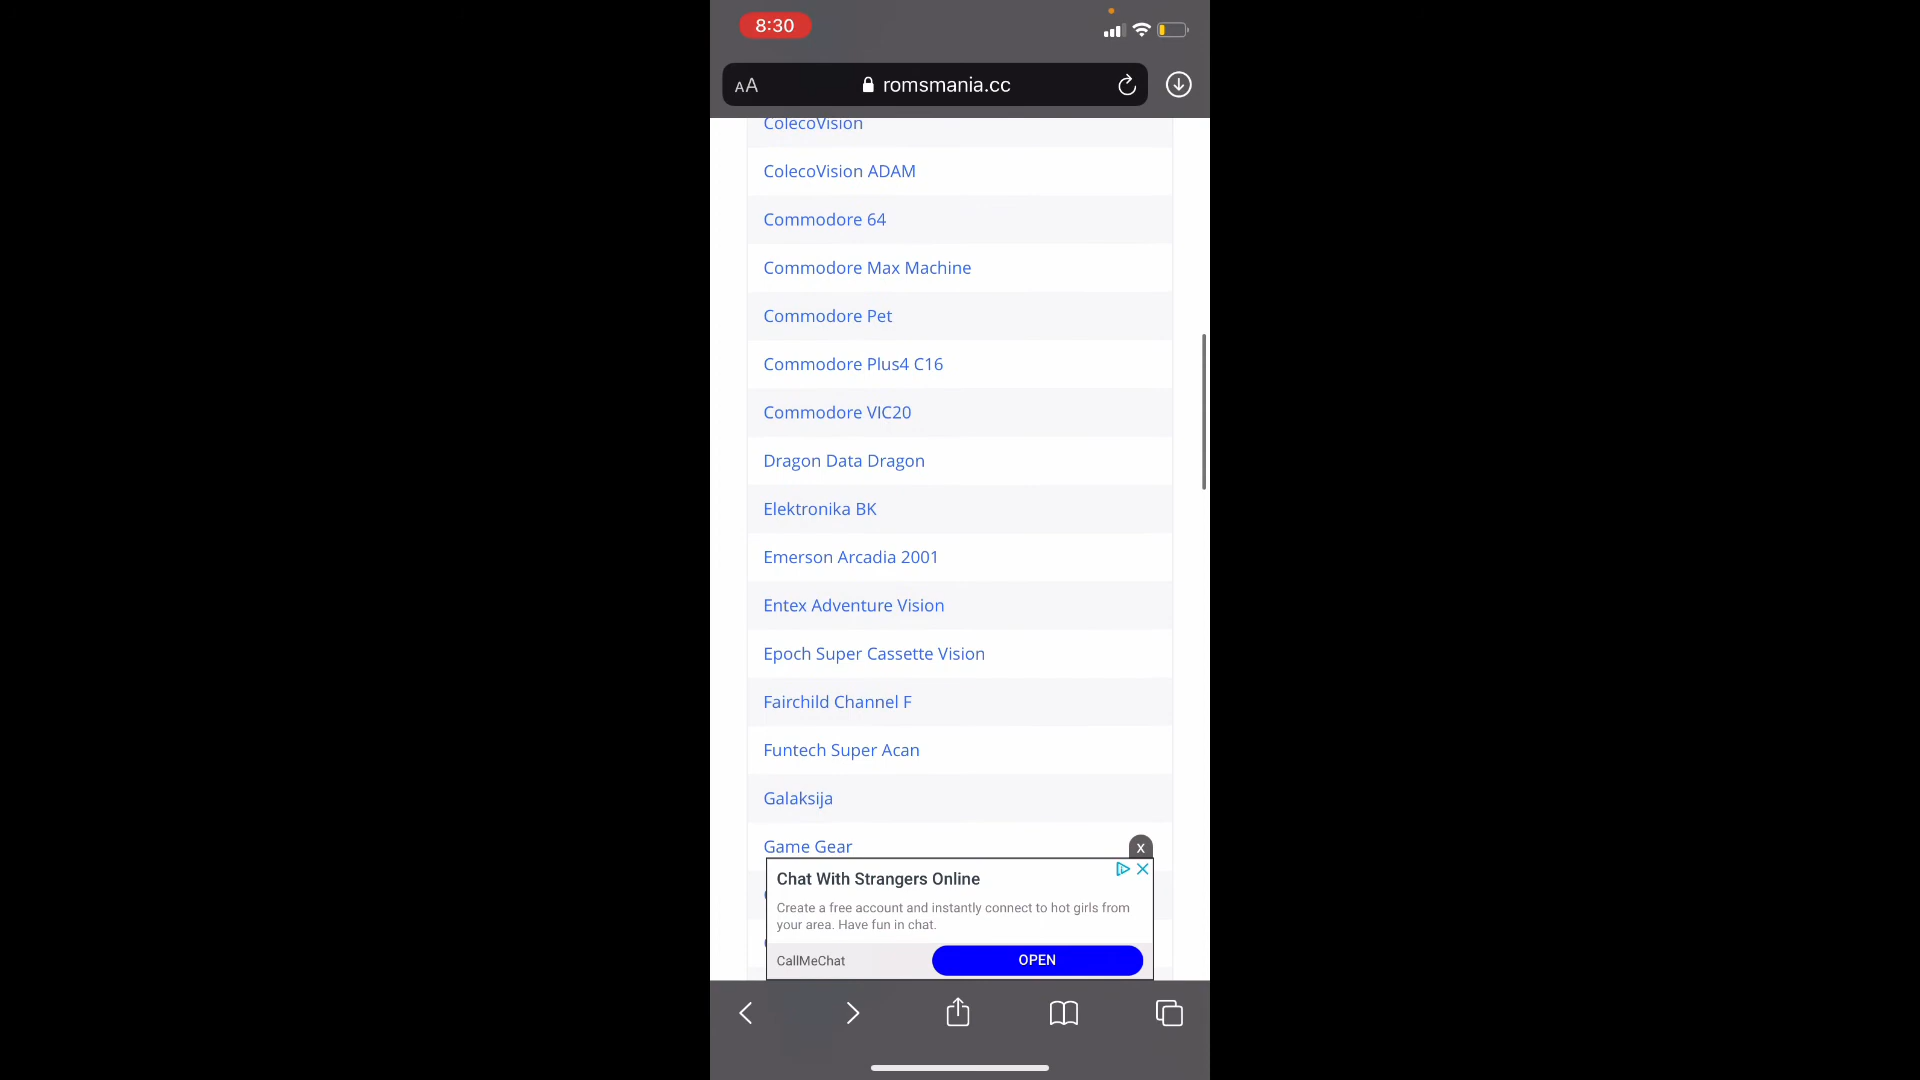 8:30
AA
romsmania.cc
ColecoVision
ColecoVision ADAM
Commodore 64
Commodore Max Machine
Commodore Pet
Commodore Plus4 C16
Commodore VIC20
Dragon Data Dragon
Elektronika BK
Emerson Arcadia 2001
Entex Adventure Vision
Epoch Super Cassette Vision
Fairchild Channel F
Funtech Super Acan
Galaksija
Game Gear
x
Chat With Strangers Online
Create a free account and instantly connect to hot girls from
your area. Have fun in chat.
CallMeChat
OPEN